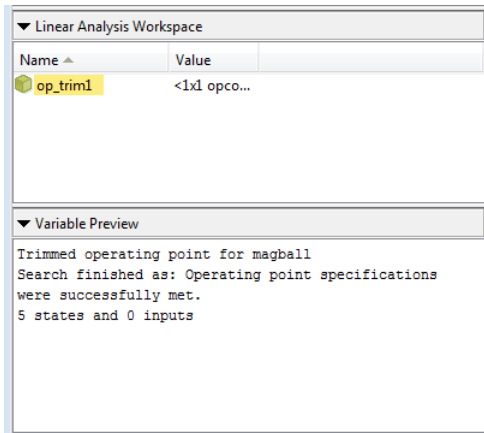 Linear Analysis Workspace
Name Value
op_trim1 <1x1 opco...
Variable Preview
Trimmed operating point for magball
Search finished as: Operating point specifications
were successfully met.
5 states and 0 inputs